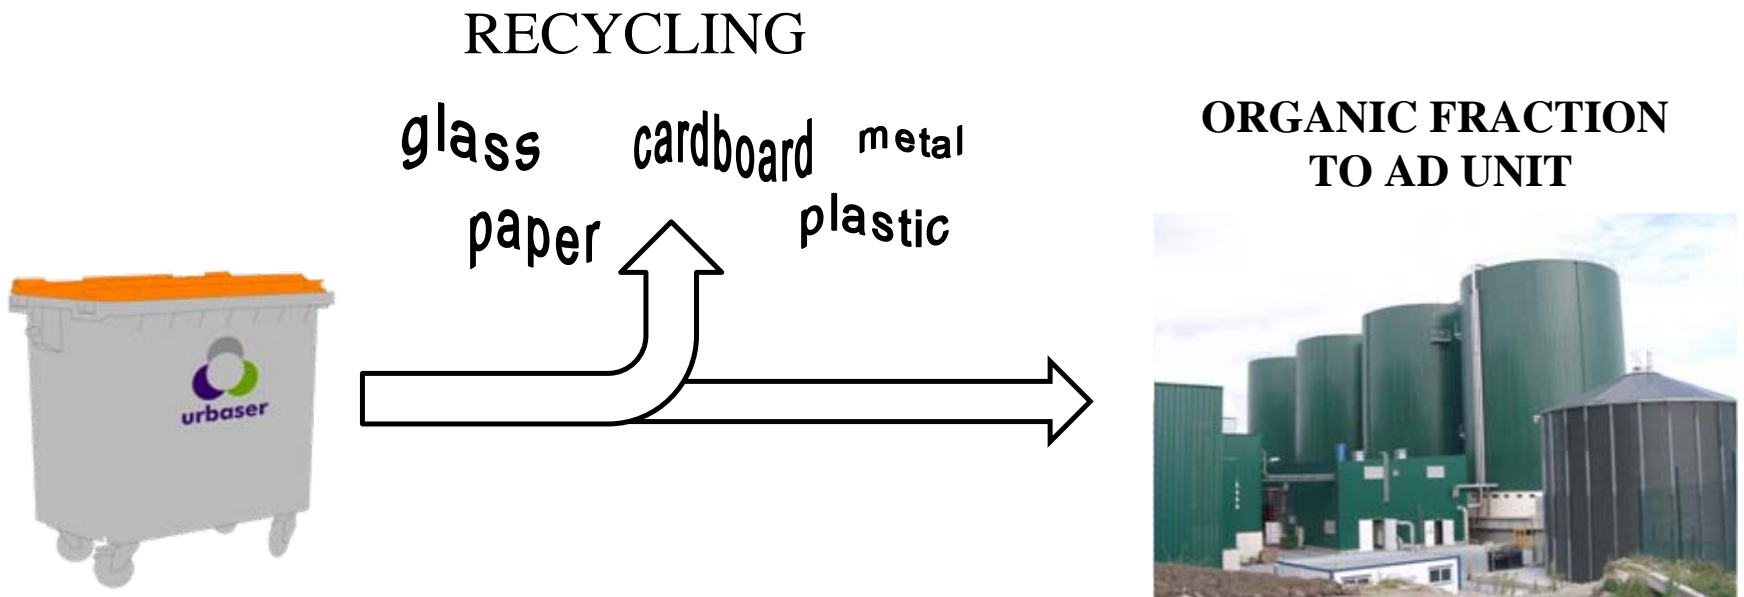 RECYCLING
glass cardboard metal
paper plastic
ORGANIC FRACTION
TO AD UNIT
urbaser